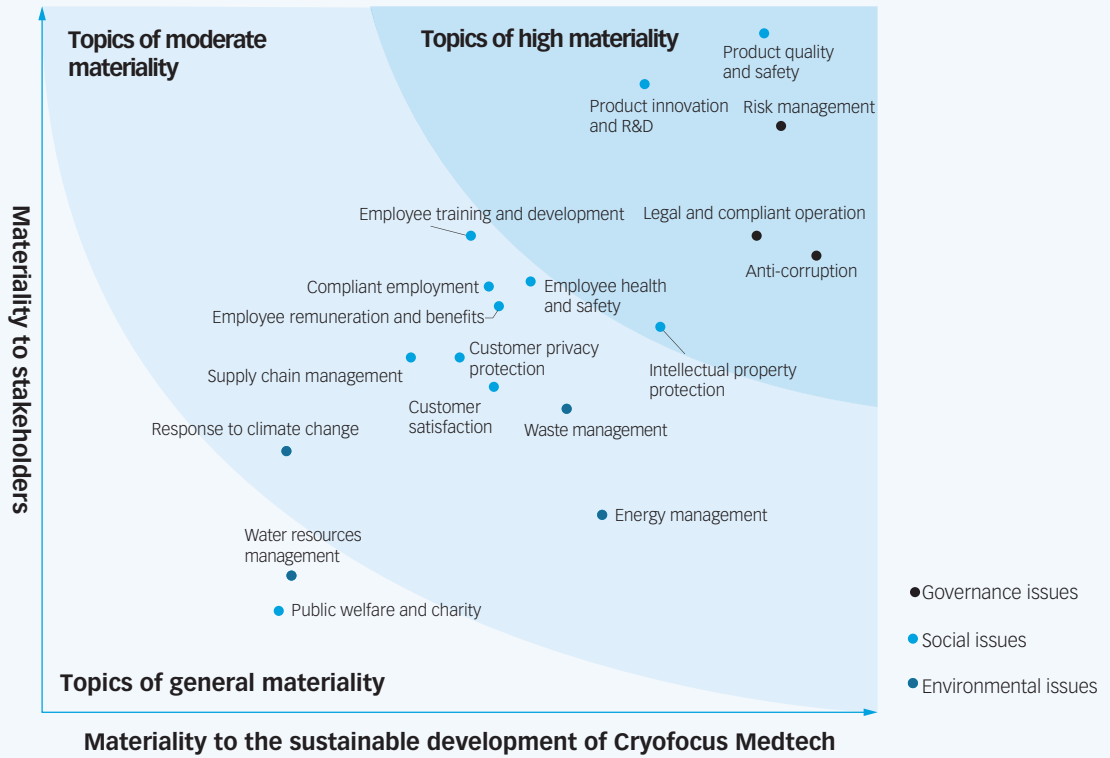 Topics of moderate
materiality
Topics of high materiality
Product quality
and safety
Product innovation
and R&D
Risk management
Employee training and development
Legal and compliant operation
Anti-corruption
Compliant employment
Employee health
and safety
Employee remuneration and benefits
Customer privacy
protection
Supply chain management
Intellectual property
protection
Customer
satisfaction
Waste management
Response to climate change
Energy management
Water resources
management
Public welfare and charity
Topics of general materiality
Materiality to stakeholders
Materiality to the sustainable development of Cryofocus Medtech
Governance issues
Social issues
Environmental issues